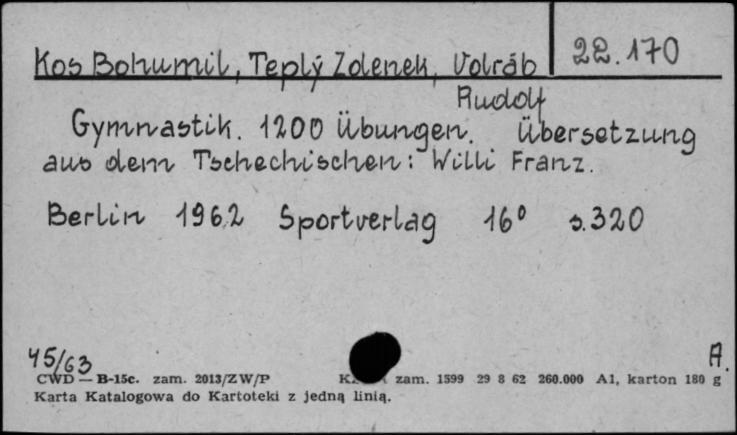 22.170
Kos Bohumil, Teplý Zdenek, Volráb
Rudolf
Gymnastik. 1200 Übungen. Übersetzung
aus dem Tschechischen: Willi Franz.
Berlin 1962 Sportverlag 16° s.320
45/63 A.
CWD — B-15c. zam. 2013/ZW/P zam. 1599 29 8 62 260.000 A1, karton 180 g
Karta Katalogowa do Kartoteki z jedną linią.